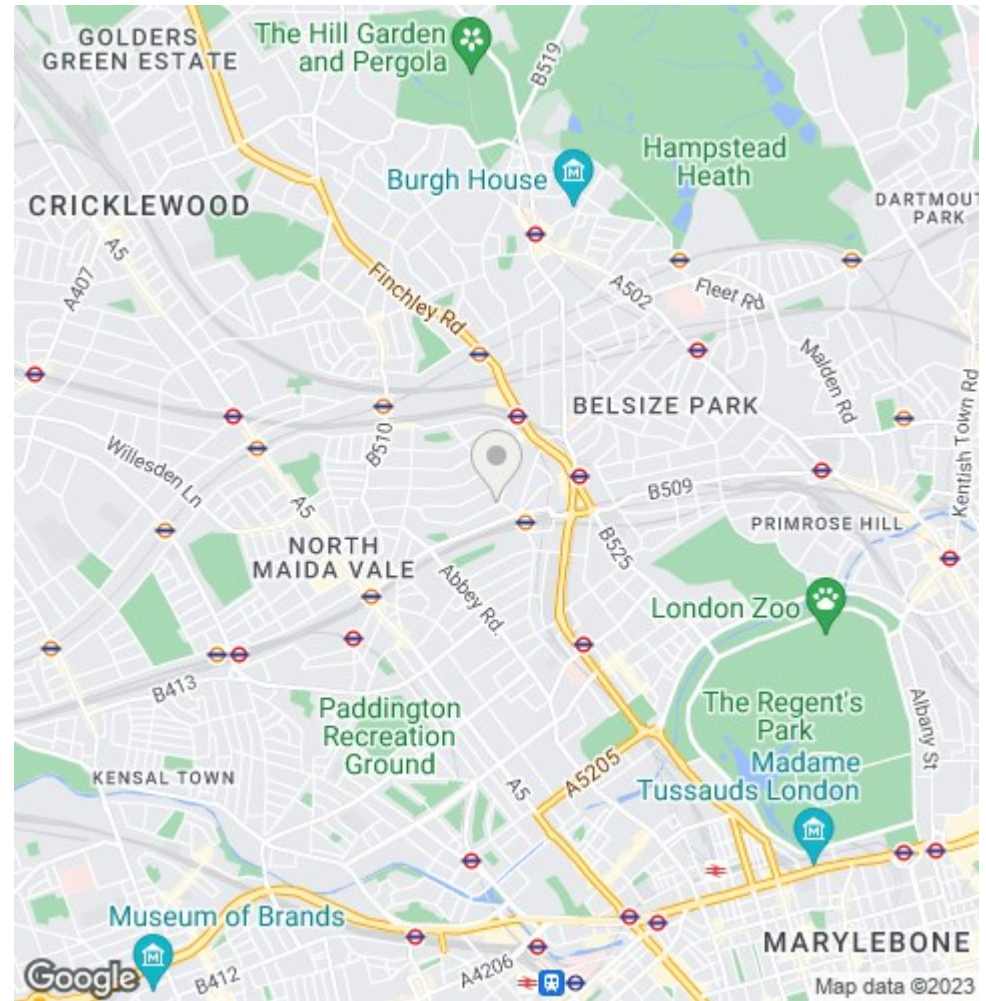 GOLDERS
GREEN ESTATE
The Hill Garden
and Pergola
B519
Hampstead
Heath
Burgh House
DARTMOUT
PARK
CRICKLEWOOD
A5
A407
Finchley Rd
A502
Fleet Rd
Malden Rd
BELSIZE PARK
Kentish Town Rd
B510
Willesden Ln
A5
B509
PRIMROSE HILL
B525
NORTH
MAIDA VALE
Abbey Rd.
London Zoo
B413
Paddington
Recreation
Ground
The Regent's
Park
Albany St
Madame
Tussauds London
KENSAL TOWN
A5
A5205
Museum of Brands
MARYLEBONE
A4206
B412
Google
Map data ©2023